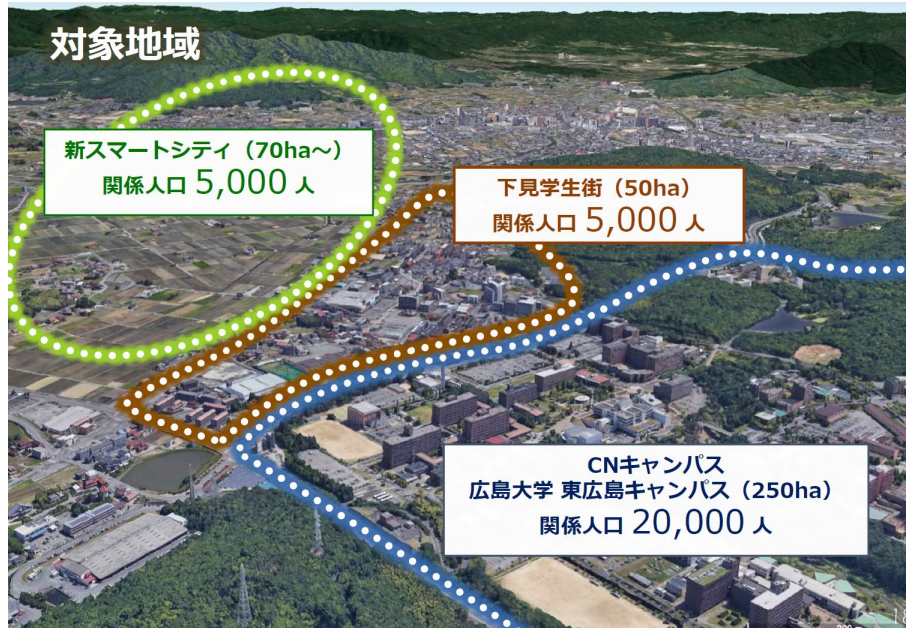 対象地域
新スマートシティ（70ha～）
関係人口 5,000 人
下見学生街（50ha）
関係人口 5,000 人
CNキャンパス
広島大学 東広島キャンパス（250ha）
関係人口 20,000 人
18